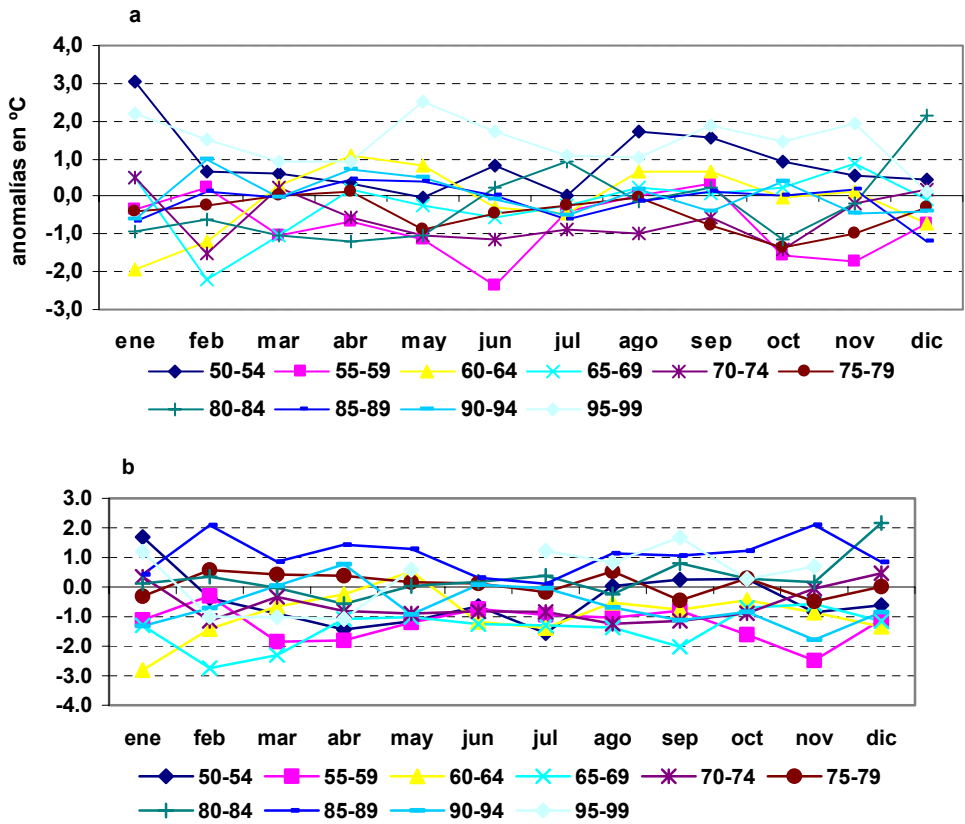 a
anomalías en ºC
4,0
3,0
2,0
1,0
0,0
-1,0
-2,0
-3,0
ene feb mar abr may jun jul ago sep oct nov dic
50-54 55-59 60-64 65-69 70-74 75-79
80-84 85-89 90-94 95-99
b
3.0
2.0
1.0
0.0
-1.0
-2.0
-3.0
-4.0
ene feb mar abr may jun jul ago sep oct nov dic
50-54 55-59 60-64 65-69 70-74 75-79
80-84 85-89 90-94 95-99